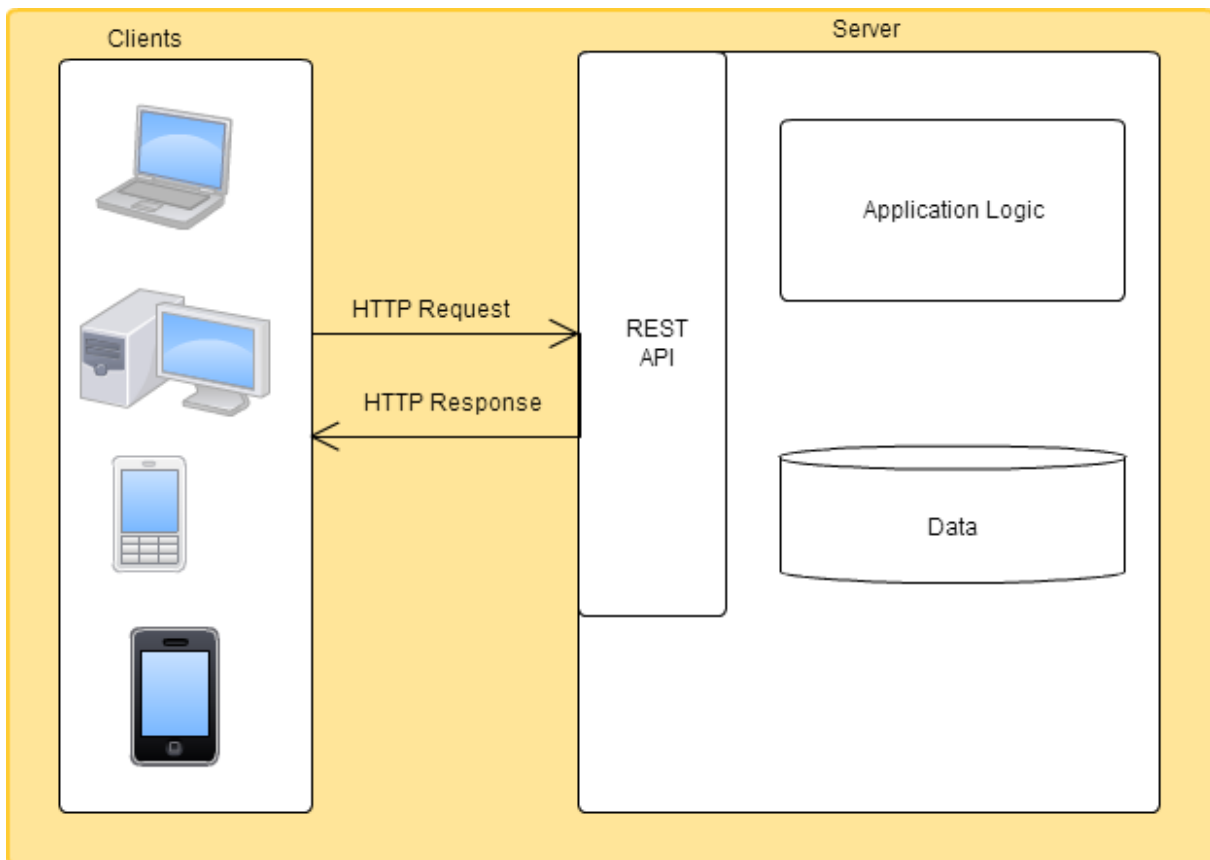 Clients
Server
HTTP Request
HTTP Response
REST
API
Application Logic
Data